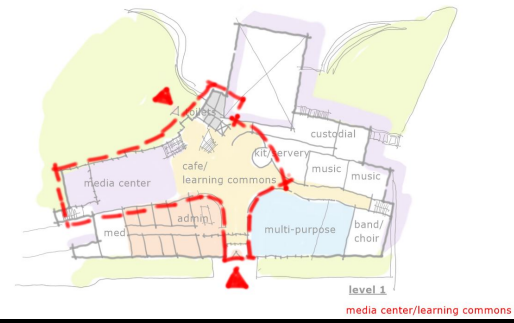 toilets
custodial
kit/servery
cafe/
learning commons
music
music
media center
admin
med
multi-purpose
band/
choir
level 1
media center/learning commons